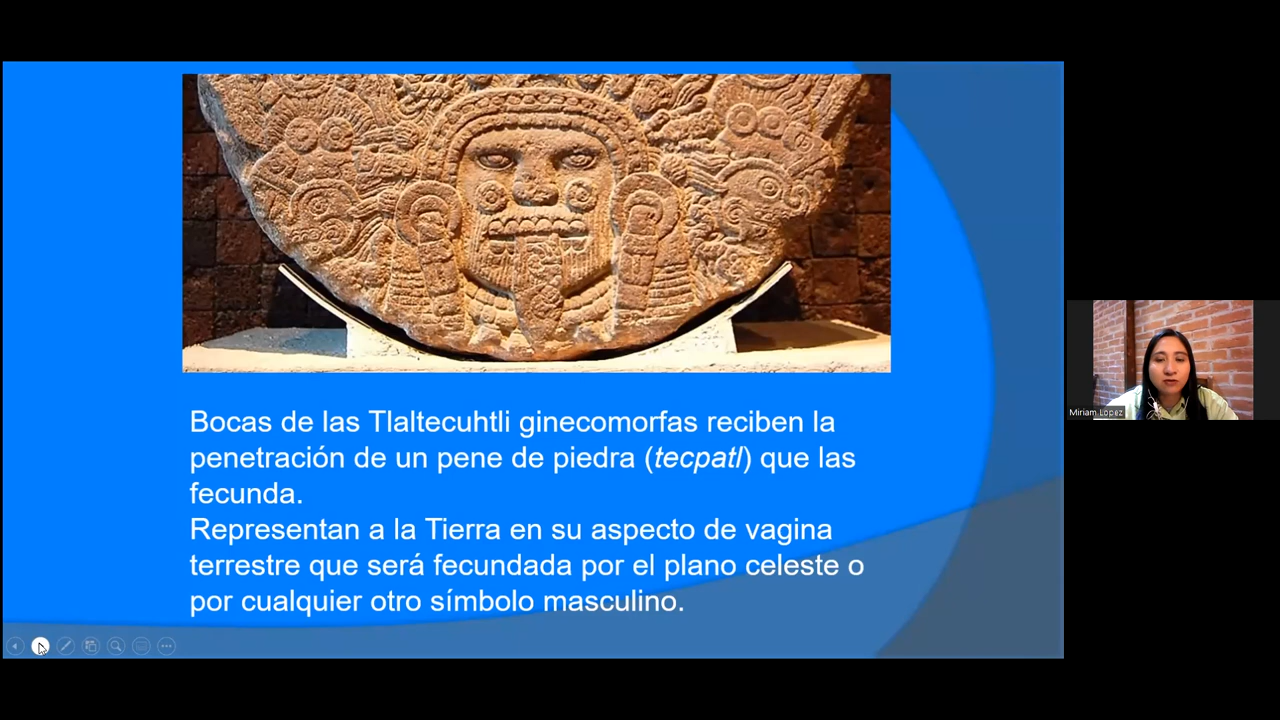 Bocas de las Tlaltecuhtli ginecomorfas reciben la
penetración de un pene de piedra (tecpatl) que las
fecunda.
Representan a la Tierra en su aspecto de vagina
terrestre que será fecundada por el plano celeste o
por cualquier otro símbolo masculino.
Miriam Lopez